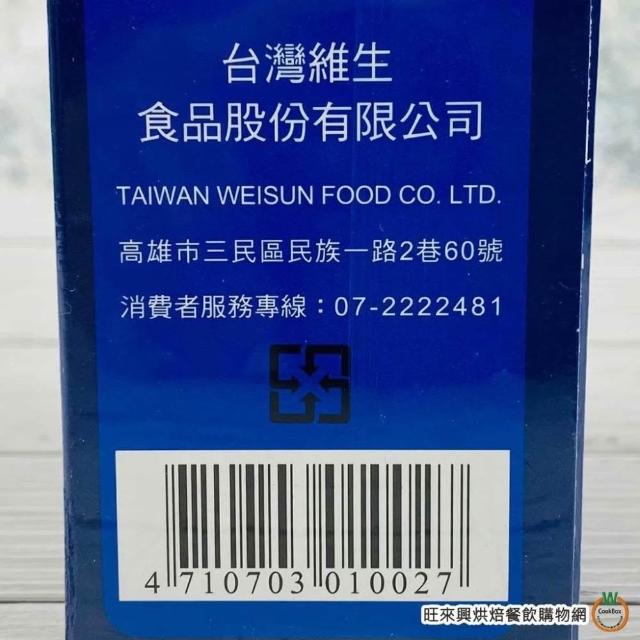 台灣維生
食品股份有限公司
TAIWAN WEISUN FOOD CO. LTD.
高雄市三民區民族一路2巷60號
消費者服務專線：07-2222481
4 710703 010027
旺來興烘焙餐飲購物網
CookBox